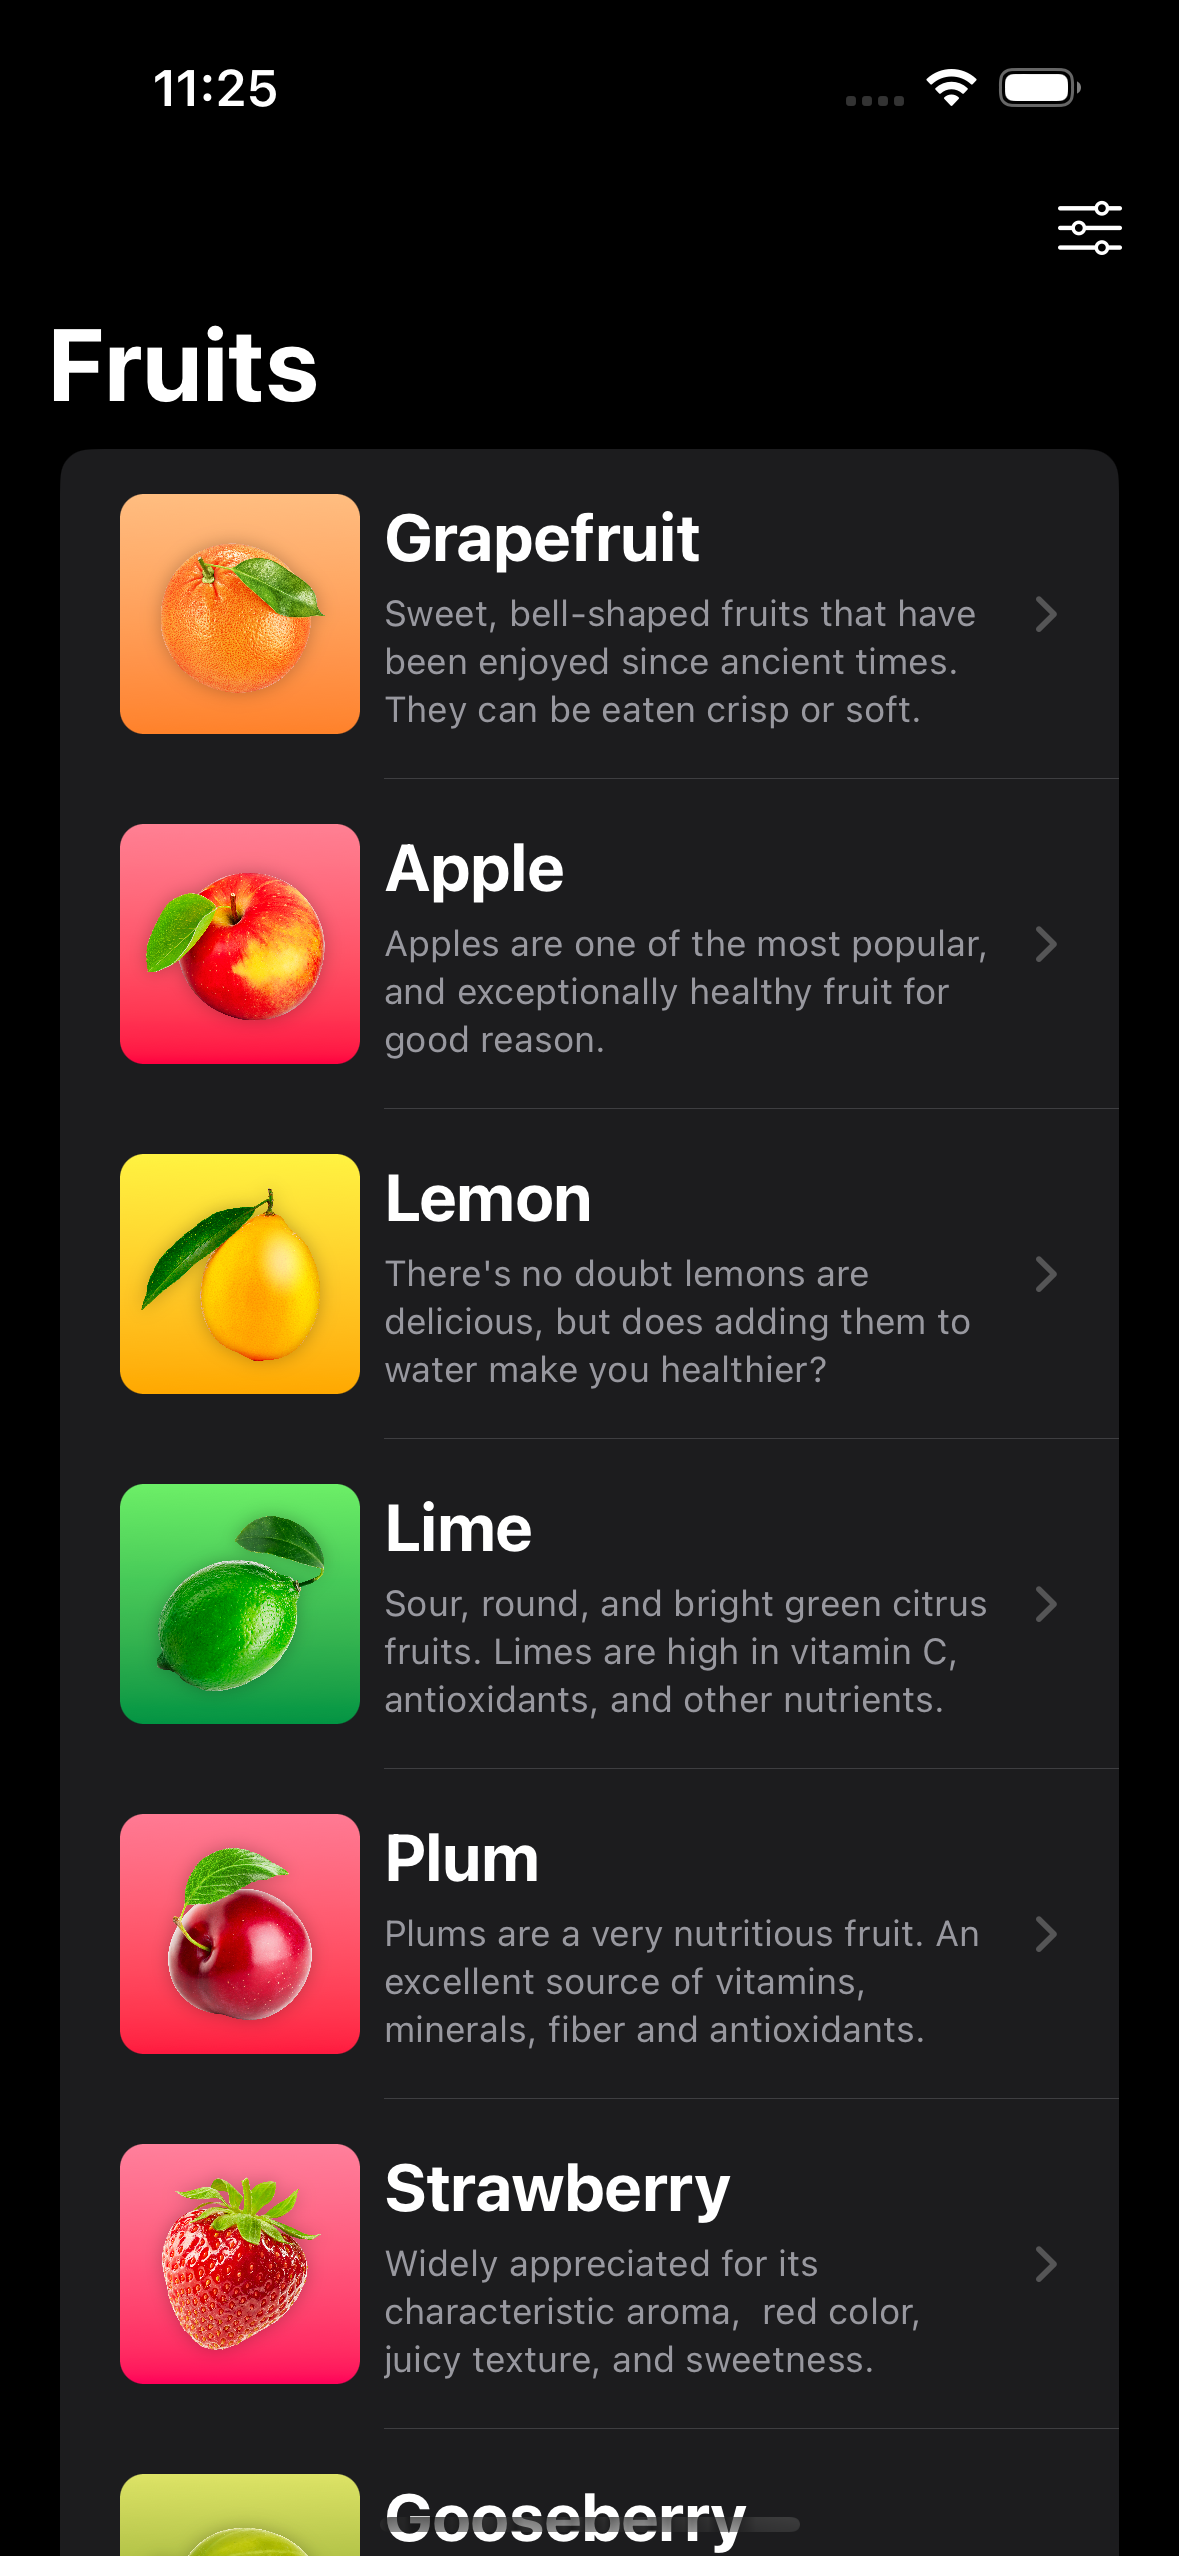 11:25
Fruits
Grapefruit
Sweet, bell-shaped fruits that have
been enjoyed since ancient times.
They can be eaten crisp or soft.
Apple
Apples are one of the most popular,
and exceptionally healthy fruit for
good reason.
Lemon
There's no doubt lemons are
delicious, but does adding them to
water make you healthier?
Lime
Sour, round, and bright green citrus
fruits. Limes are high in vitamin C,
antioxidants, and other nutrients.
Plum
Plums are a very nutritious fruit. An
excellent source of vitamins,
minerals, fiber and antioxidants.
Strawberry
Widely appreciated for its
characteristic aroma,  red color,
juicy texture, and sweetness.
Gooseberry